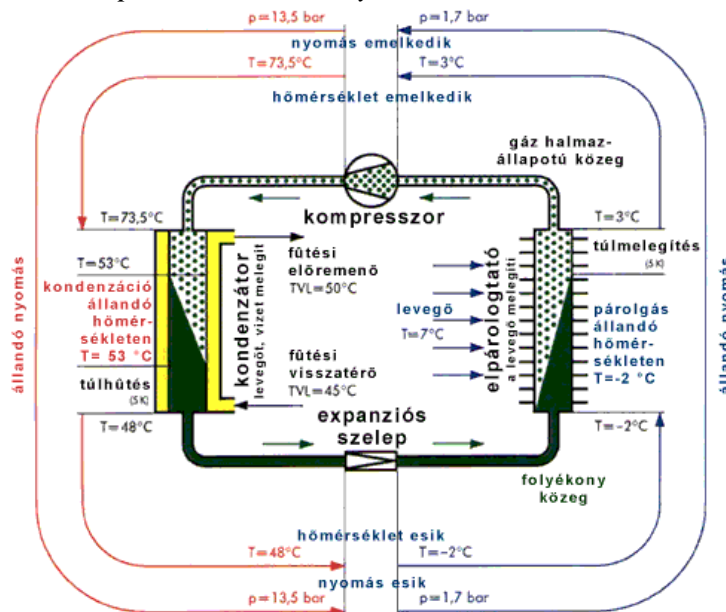 p=13,5 bar
p=1,7 bar
nyomás emelkedik
T=73,5°C
T=3°C
hőmérséklet emelkedik
gáz halmaz-
állapotú közeg
kompresszor
T=73,5°C
T=3°C
fűtési
előremenő
TVL=50°C
túlmelegítés
(5 K)
T=53°C
kondenzáció
állandó
hőmér-
sékleten
T= 53 °C
kondenzátor
levegőt, vizet melegit
levegő
T=7°C
elpárologtató
a levegő melegíti
párolgás
állandó
hőmér-
sékleten
T=-2 °C
állandó nyomás
állandó nyomás
túlhűtés
(5 K)
fűtési
visszatérő
TVL=45°C
T=48°C
T=-2°C
expanziós
szelep
folyékony
közeg
hőmérséklet esik
T=48°C
T=-2°C
nyomás esik
p=13,5 bar
p=1,7 bar